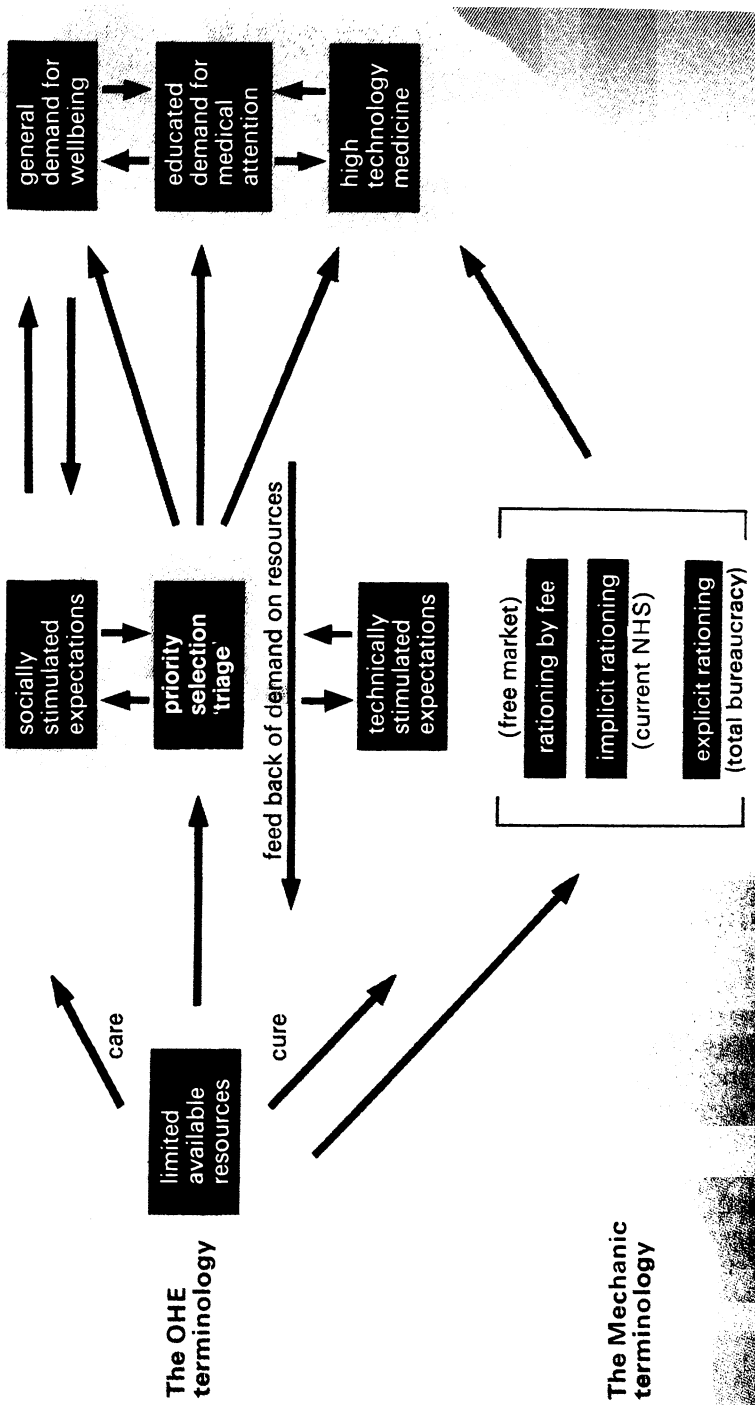 The OHE
terminology
limited
available
resources
care
cure
socially
stimulated
expectations
priority
selection
'triage'
feed back of demand on resources
technically
stimulated
expectations
general
demand for
wellbeing
educated
demand for
medical
attention
high
technology
medicine
The Mechanic
terminology
(free market)
rationing by fee
implicit rationing
(current NHS)
explicit rationing
(total bureaucracy)